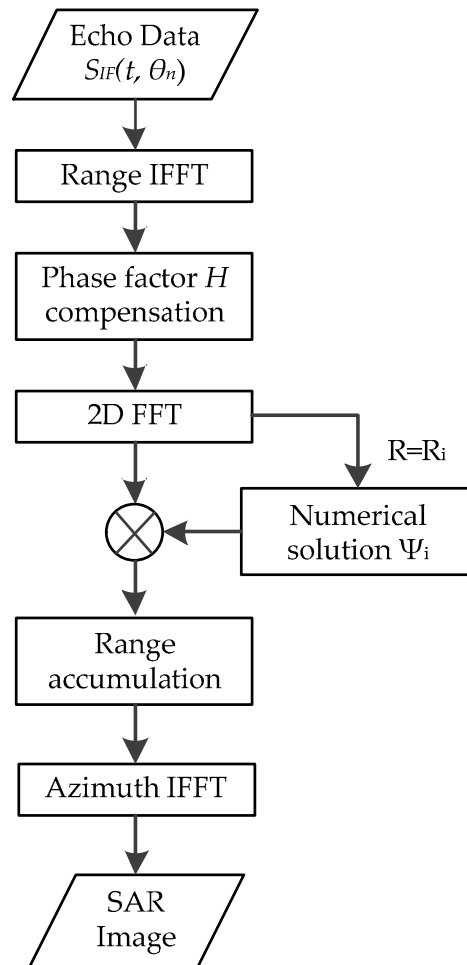 Echo Data
SIF(t, θn)
Range IFFT
Phase factor H
compensation
2D FFT
R=Ri
Numerical
solution Ψi
Range
accumulation
Azimuth IFFT
SAR
Image